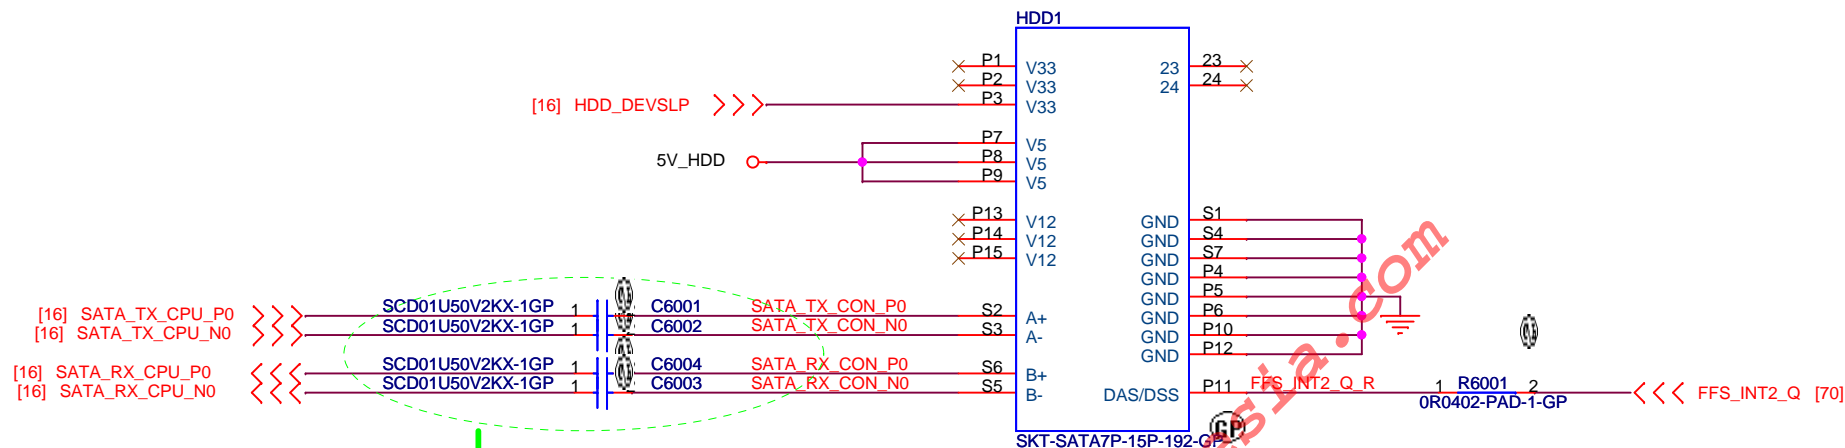 HDD1
P1 V33 23 23
P2 V33 24 24
[16] HDD_DEVSLP P3 V33
P7 V5
5V_HDD P8 V5
P9 V5
P13 V12 GND S1
P14 V12 GND S4
P15 V12 GND S7
GND P4
GND P5
[16] SATA_TX_CPU_P0 SCD01U50V2KX-1GP 1 C6001 SATA_TX_CON_P0 S2 A+ GND P6
[16] SATA_TX_CPU_N0 SCD01U50V2KX-1GP 1 C6002 SATA_TX_CON_N0 S3 A- GND P10
GND P12
[16] SATA_RX_CPU_P0 SCD01U50V2KX-1GP 1 C6004 SATA_RX_CON_P0 S6 B+
[16] SATA_RX_CPU_N0 SCD01U50V2KX-1GP 1 C6003 SATA_RX_CON_N0 S5 B- DAS/DSS P11 FFS_INT2_Q_R 1 R6001 2 FFS_INT2_Q [70]
0R0402-PAD-1-GP
GP
SKT-SATA7P-15P-192-GP
sia.com